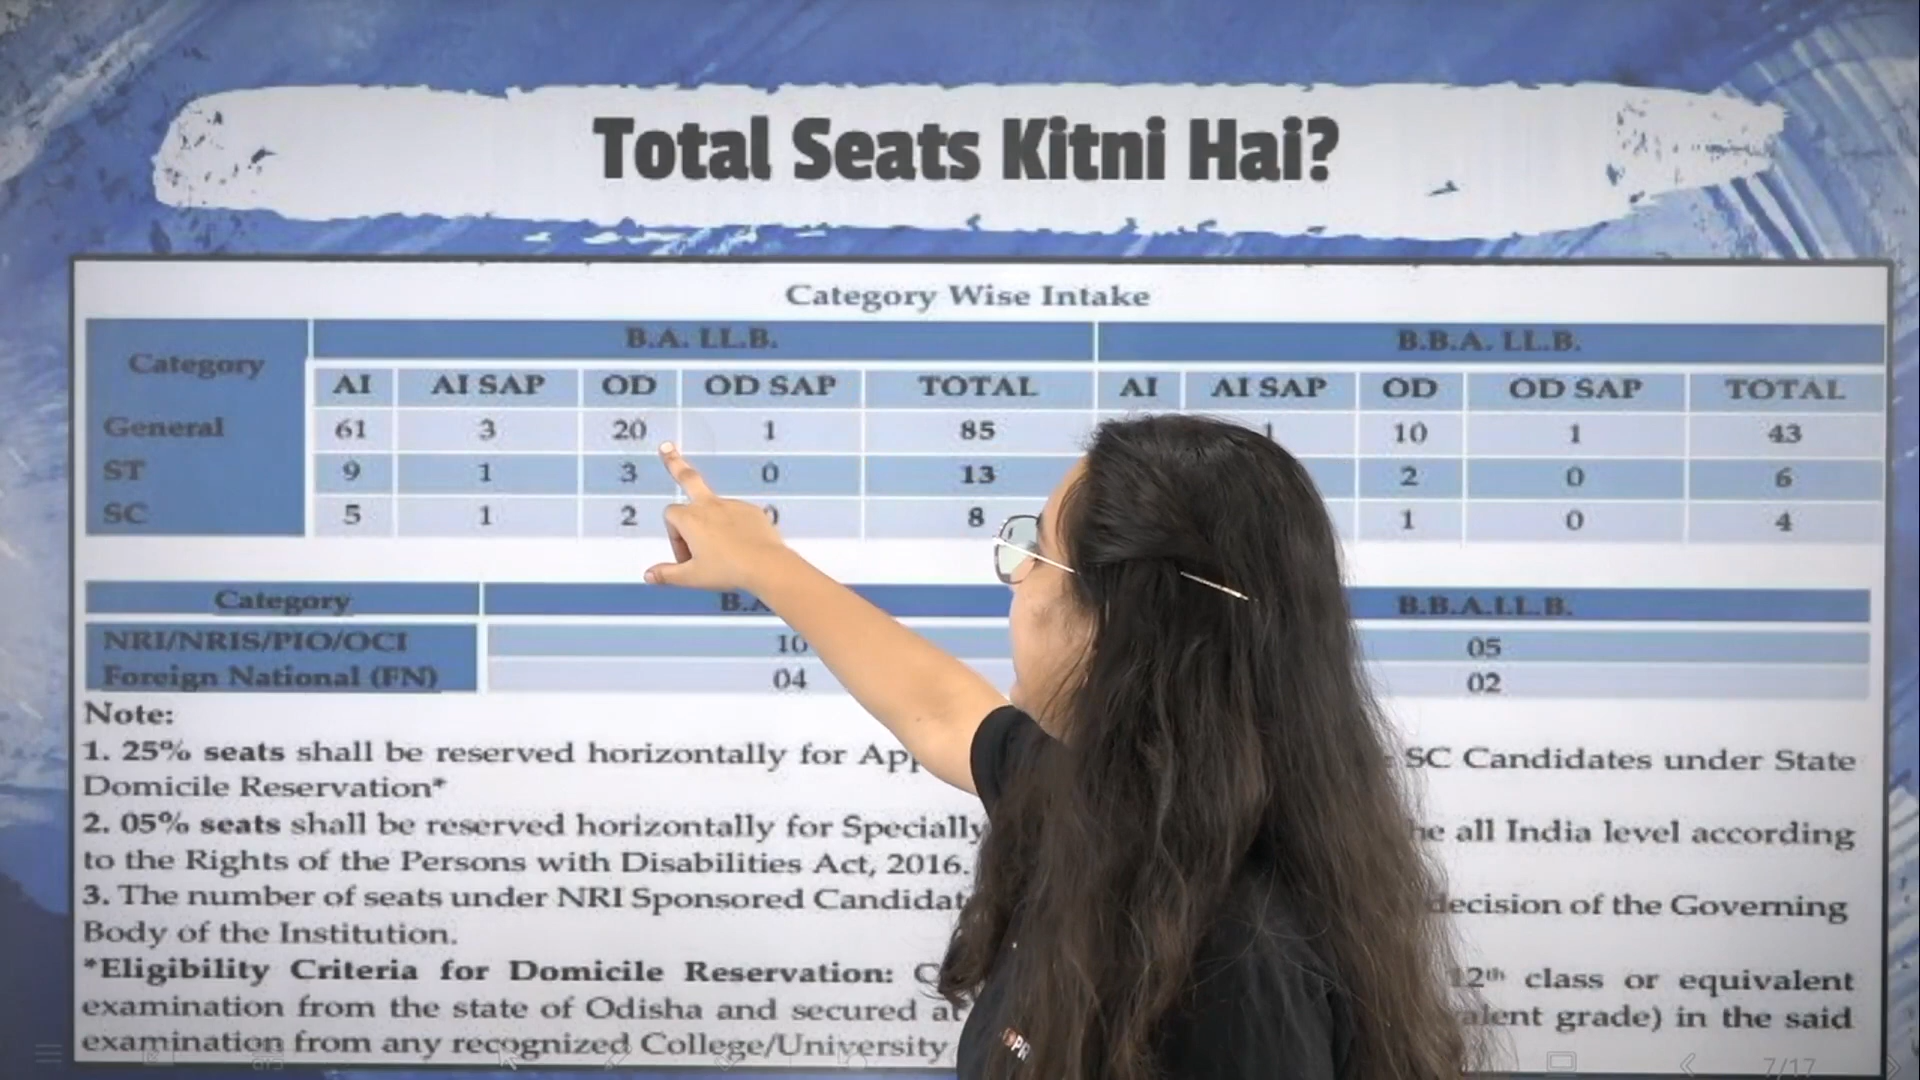 Total Seats Kitni Hai?
Category Wise Intake
Category B.A. LL.B. B.B.A. LL.B.
AI AI SAP OD OD SAP TOTAL AI AI SAP OD OD SAP TOTAL
General 61 3 20 1 85 1 10 1 43
ST 9 1 3 0 13 2 0 6
SC 5 1 2 0 8 1 0 4
Category B.A B.B.A.LL.B.
NRI/NRIS/PIO/OCI 10 05
Foreign National (FN) 04 02
Note:
1. 25% seats shall be reserved horizontally for SC Candidates under State
Domicile Reservation*
2. 05% seats shall be reserved horizontally for Specially all India level according
to the Rights of the Persons with Disabilities Act, 2016.
3. The number of seats under NRI Sponsored decision of the Governing
Body of the Institution.
*Eligibility Criteria for Domicile Reservation: 12th class or equivalent
examination from the state of Odisha and secured at grade) in the said
examination from any recognized College/University
7/17